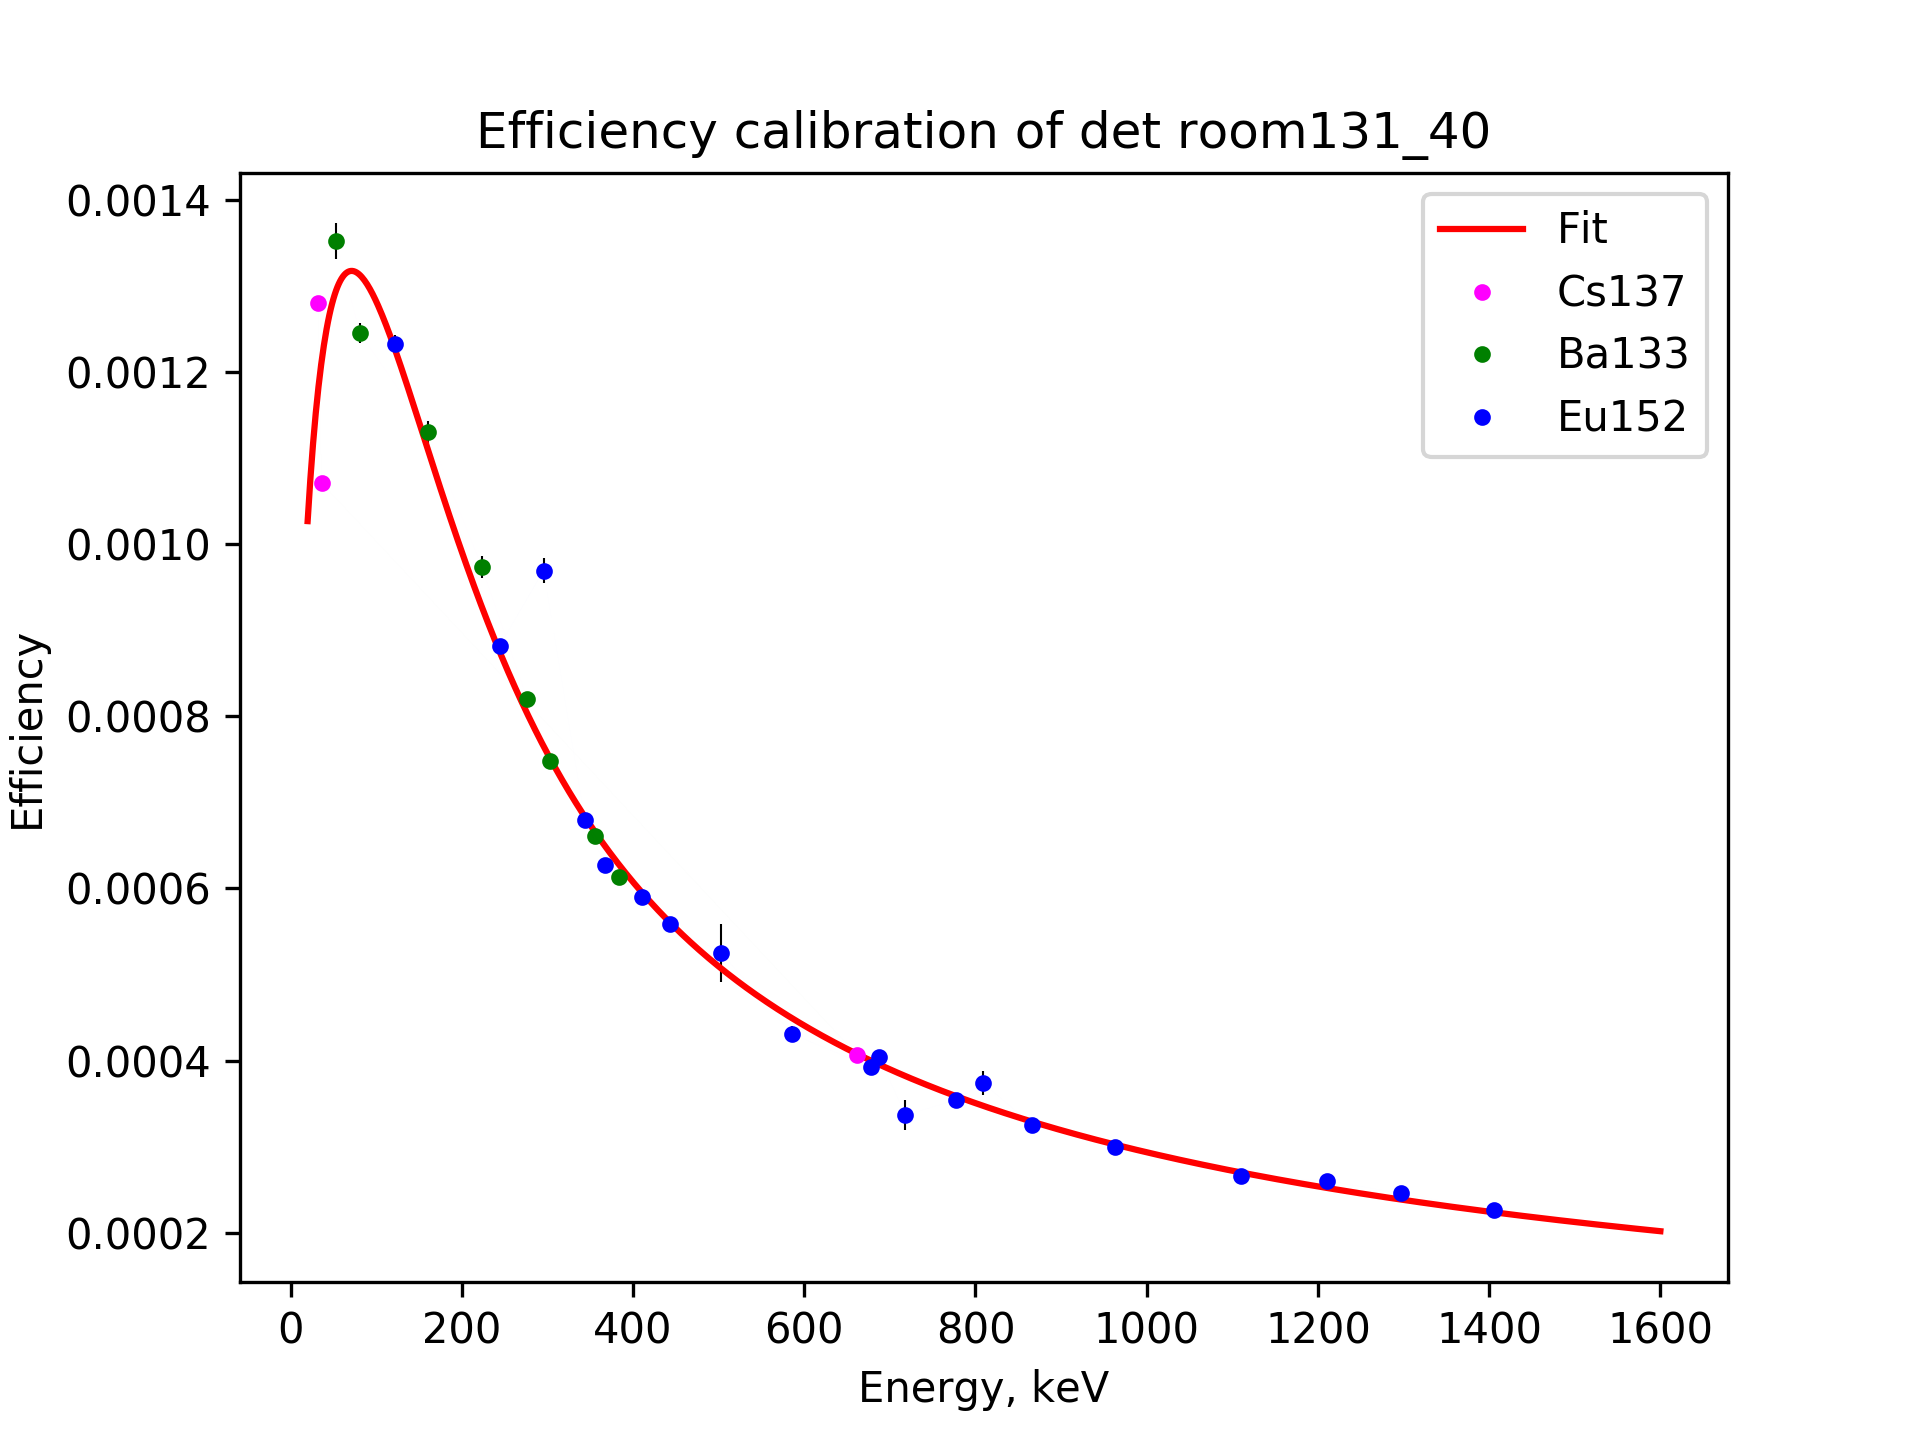 Efficiency calibration of det room131_40
0.0014
0.0012
0.0010
0.0008
0.0006
0.0004
0.0002
Efficiency
Fit
Cs137
Ba133
Eu152
0 200 400 600 800 1000 1200 1400 1600
Energy, keV